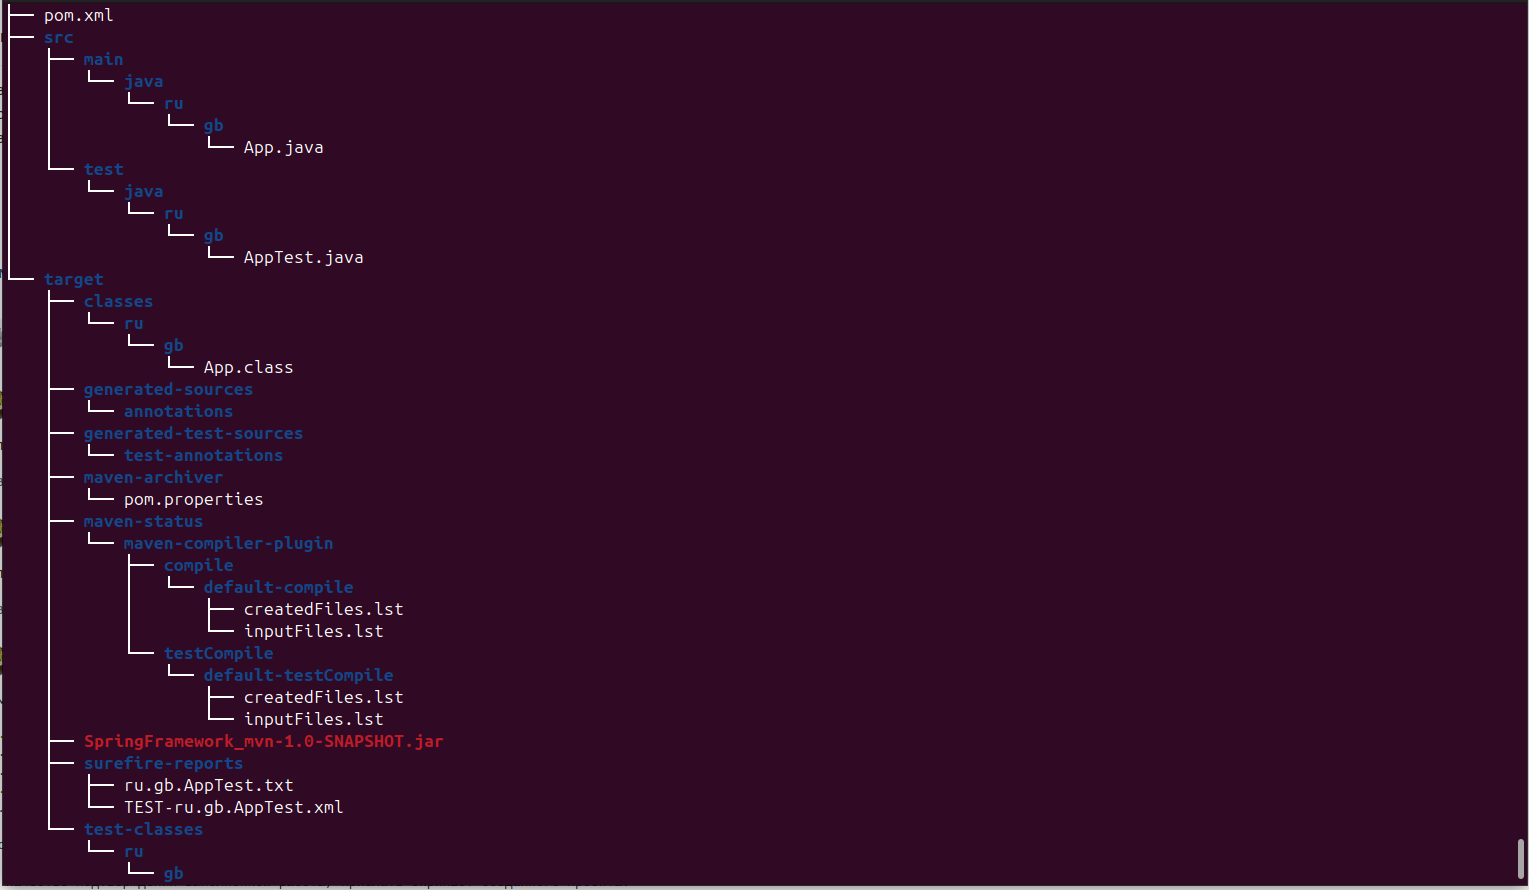 ├── pom.xml
├── src
│   ├── main
│   │   └── java
│   │       └── ru
│   │           └── gb
│   │               └── App.java
│   └── test
│       └── java
│           └── ru
│               └── gb
│                   └── AppTest.java
└── target
    ├── classes
    │   └── ru
    │       └── gb
    │           └── App.class
    ├── generated-sources
    │   └── annotations
    ├── generated-test-sources
    │   └── test-annotations
    ├── maven-archiver
    │   └── pom.properties
    ├── maven-status
    │   └── maven-compiler-plugin
    │       ├── compile
    │       │   └── default-compile
    │       │       ├── createdFiles.lst
    │       │       └── inputFiles.lst
    │       └── testCompile
    │           └── default-testCompile
    │               ├── createdFiles.lst
    │               └── inputFiles.lst
    ├── SpringFramework_mvn-1.0-SNAPSHOT.jar
    ├── surefire-reports
    │   ├── ru.gb.AppTest.txt
    │   └── TEST-ru.gb.AppTest.xml
    └── test-classes
        └── ru
            └── gb